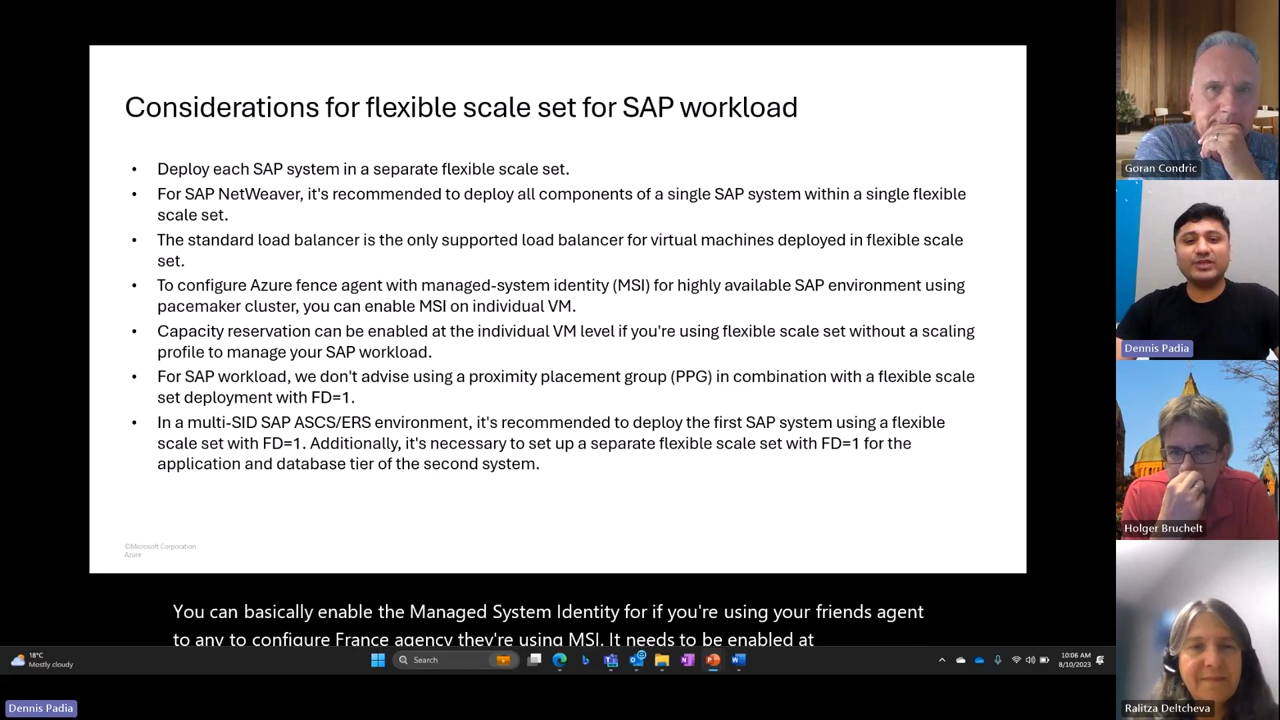 Considerations for flexible scale set for SAP workload
• Deploy each SAP system in a separate flexible scale set.
• For SAP NetWeaver, it's recommended to deploy all components of a single SAP system within a single flexible
scale set.
• The standard load balancer is the only supported load balancer for virtual machines deployed in flexible scale
set.
• To configure Azure fence agent with managed-system identity (MSI) for highly available SAP environment using
pacemaker cluster, you can enable MSI on individual VM.
• Capacity reservation can be enabled at the individual VM level if you're using flexible scale set without a scaling
profile to manage your SAP workload.
• For SAP workload, we don't advise using a proximity placement group (PPG) in combination with a flexible scale
set deployment with FD=1.
• In a multi-SID SAP ASCS/ERS environment, it's recommended to deploy the first SAP system using a flexible
scale set with FD=1. Additionally, it's necessary to set up a separate flexible scale set with FD=1 for the
application and database tier of the second system.
©Microsoft Corporation
Azure
You can basically enable the Managed System Identity for if you're using your friends agent
to any to configure France agency they're using MSI. It needs to be enabled at
18°C
Mostly cloudy
Search
10:06 AM
8/10/2023
Dennis Padia
Goran Condric
Dennis Padia
Holger Bruchelt
Ralitza Deltcheva